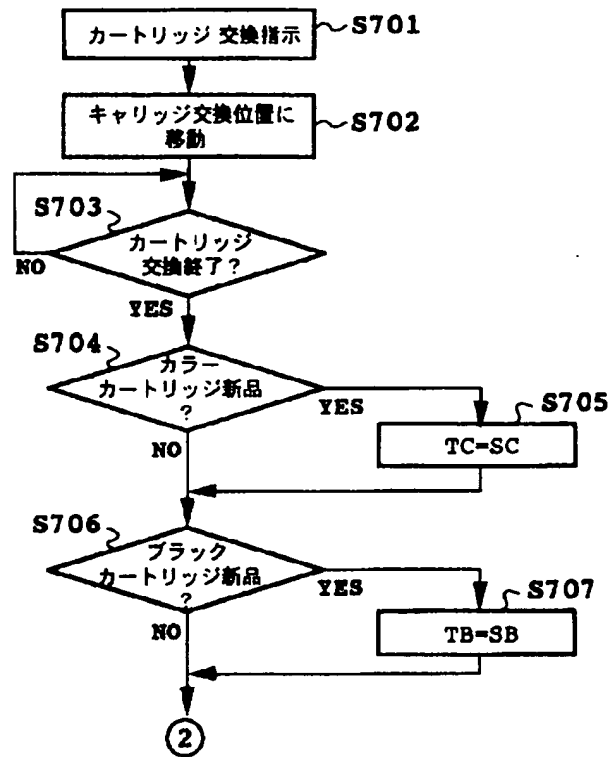 カートリッジ 交換指示
S701
キャリッジ交換位置に
移動
S702
S703
カートリッジ
交換終了？
NO
YES
S704
カラー
カートリッジ新品
？
YES
NO
S705
TC=SC
S706
ブラック
カートリッジ新品
？
YES
NO
S707
TB=SB
2